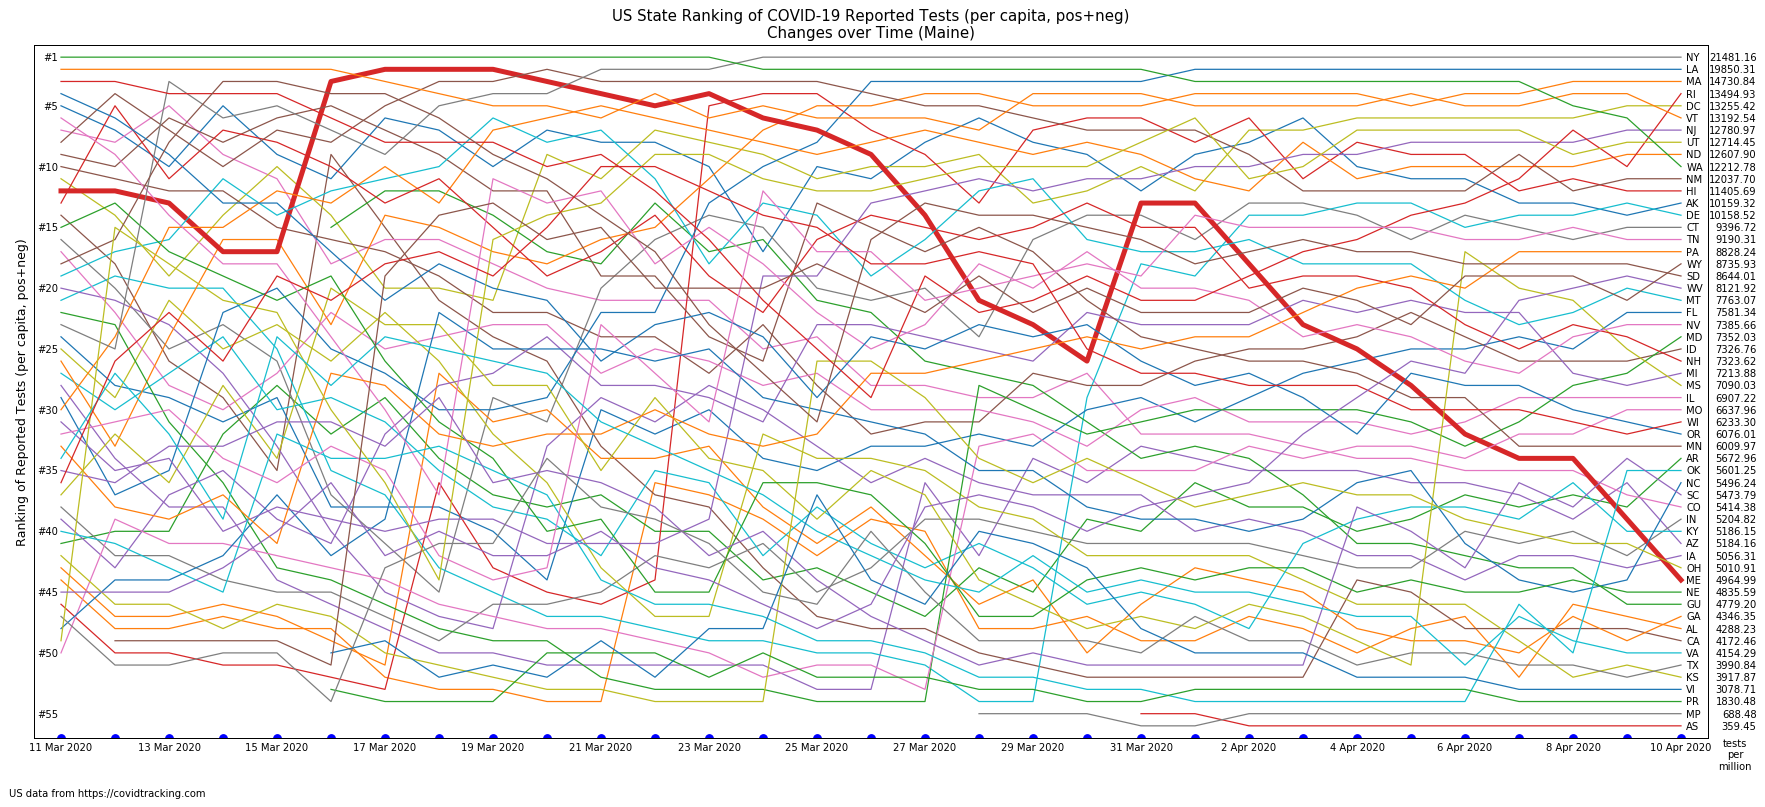 US State Ranking of COVID-19 Reported Tests (per capita, pos+neg)
Changes over Time (Maine)
Ranking of Reported Tests (per capita, pos+neg)
#1
#5
#10
#15
#20
#25
#30
#35
#40
#45
#50
#55
NY 21481.16
LA 19850.31
MA 14730.84
RI 13494.93
DC 13255.42
VT 13192.54
NJ 12780.97
UT 12714.45
ND 12607.90
WA 12212.78
NM 12037.70
HI 11405.69
AK 10159.32
DE 10158.52
CT 9396.72
TN 9190.31
PA 8828.24
WY 8735.93
SD 8644.01
WV 8121.92
MT 7763.07
FL 7581.34
NV 7385.66
MD 7352.03
ID 7326.76
NH 7323.62
MI 7213.88
MS 7090.03
IL 6907.22
MO 6637.96
WI 6233.30
OR 6076.01
MN 6009.97
AR 5672.96
OK 5601.25
NC 5496.24
SC 5473.79
CO 5414.38
IN 5204.82
KY 5186.15
AZ 5184.16
IA 5056.31
OH 5010.91
ME 4964.99
NE 4835.59
GU 4779.20
GA 4346.35
AL 4288.23
CA 4172.46
VA 4154.29
TX 3990.84
KS 3917.87
VI 3078.71
PR 1830.48
MP 688.48
AS 359.45
11 Mar 2020 13 Mar 2020 15 Mar 2020 17 Mar 2020 19 Mar 2020 21 Mar 2020 23 Mar 2020 25 Mar 2020 27 Mar 2020 29 Mar 2020 31 Mar 2020 2 Apr 2020 4 Apr 2020 6 Apr 2020 8 Apr 2020 10 Apr 2020
tests
per
million
US data from https://covidtracking.com